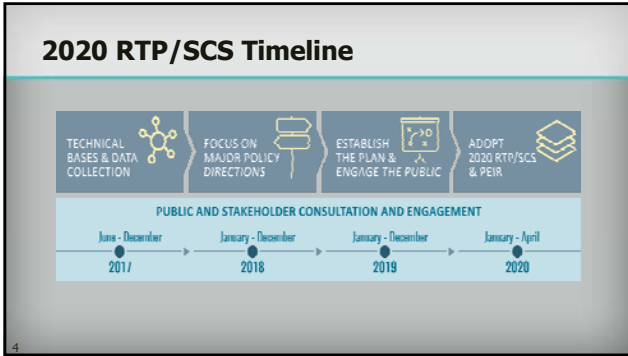 2020 RTP/SCS Timeline
TECHNICAL
BASES & DATA
COLLECTION
FOCUS ON
MAJOR POLICY
DIRECTIONS
ESTABLISH
THE PLAN &
ENGAGE THE PUBLIC
ADOPT
2020 RTP/SCS
& PEIR
PUBLIC AND STAKEHOLDER CONSULTATION AND ENGAGEMENT
June - December
January - December
January - December
January - April
2017
2018
2019
2020
4